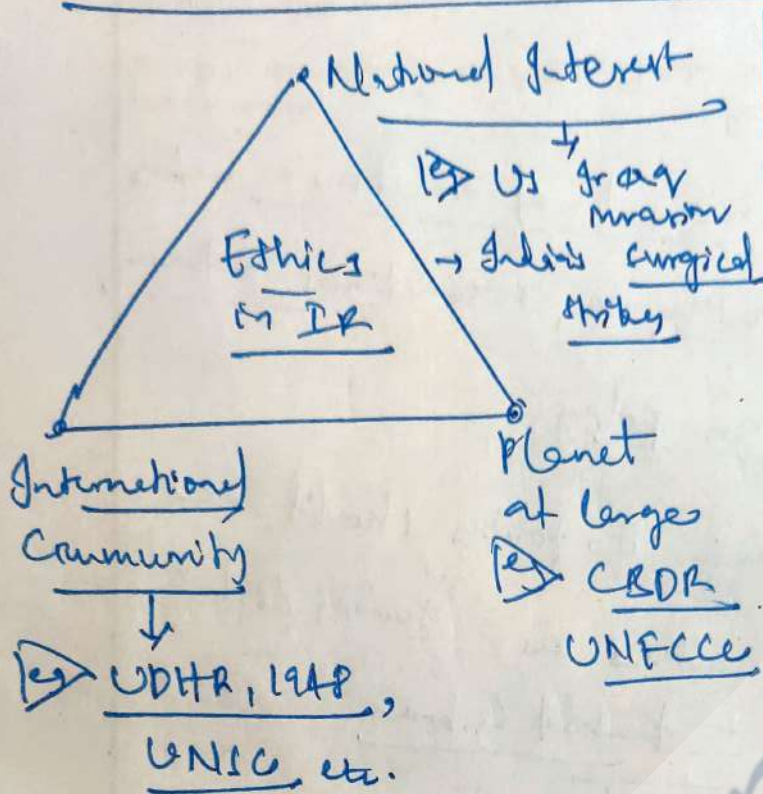 National Interest
eg US Iraq
invasion
→ India's surgical
strikes
Ethics
in IR
International
Community
eg UDHR, 1948,
UNSC etc.
Planet
at large
eg CBDR
UNFCCC